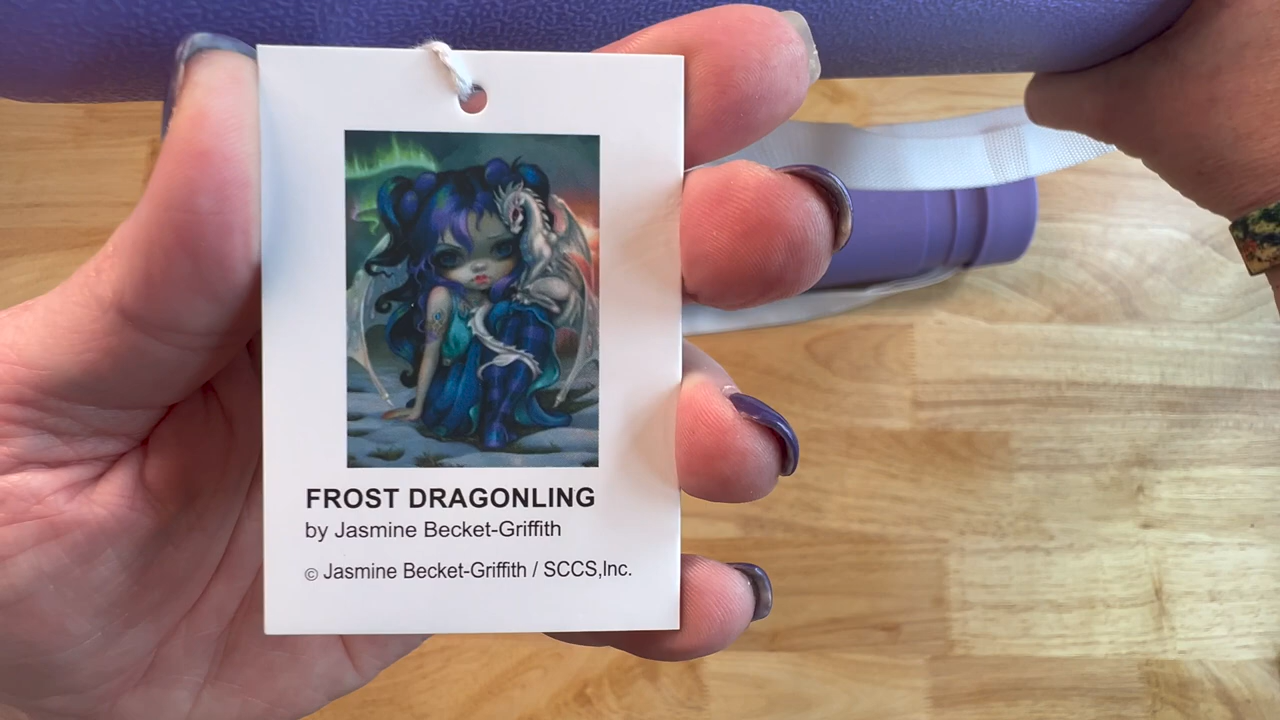 FROST DRAGONLING
by Jasmine Becket-Griffith
© Jasmine Becket-Griffith / SCCS,Inc.